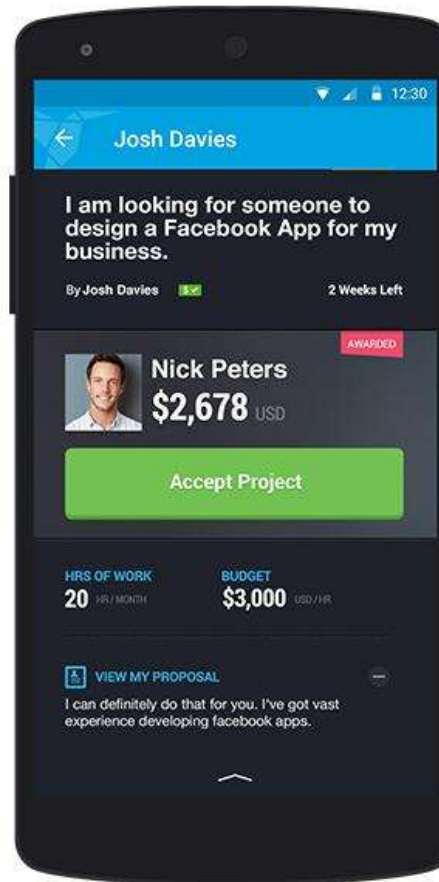 12:30
Josh Davies
I am looking for someone to
design a Facebook App for my
business.
By Josh Davies $ 2 Weeks Left
AWARDED
Nick Peters
$2,678 USD
Accept Project
HRS OF WORK BUDGET
20 HR / MONTH $3,000 USD / HR
VIEW MY PROPOSAL
I can definitely do that for you. I've got vast
experience developing facebook apps.